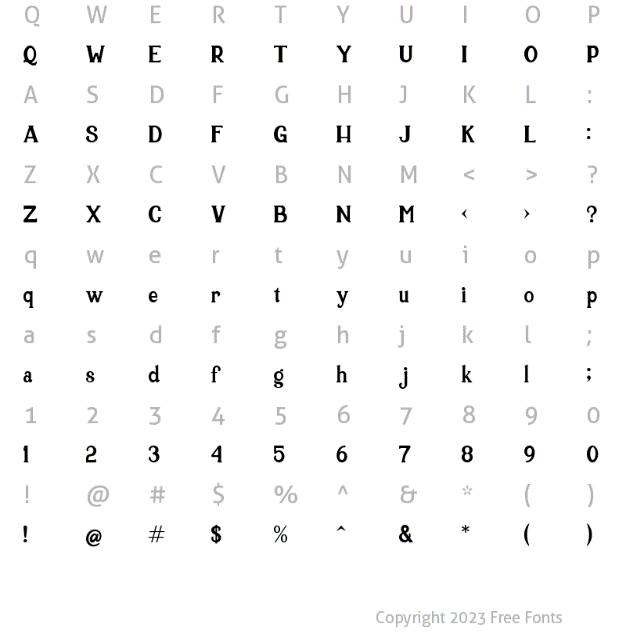 Q W E R T Y U I O P
Q W E R T Y U I O P
A S D F G H J K L :
A S D F G H J K L :
Z X C V B N M < > ?
Z X C V B N M ‹ › ?
q w e r t y u i o p
q w e r t y u i o p
a s d f g h j k l ;
a s d f g h j k l ;
1 2 3 4 5 6 7 8 9 0
1 2 3 4 5 6 7 8 9 0
! @ # $ % ^ & * ( )
! @ # $ % ^ & * ( )
Copyright 2023 Free Fonts